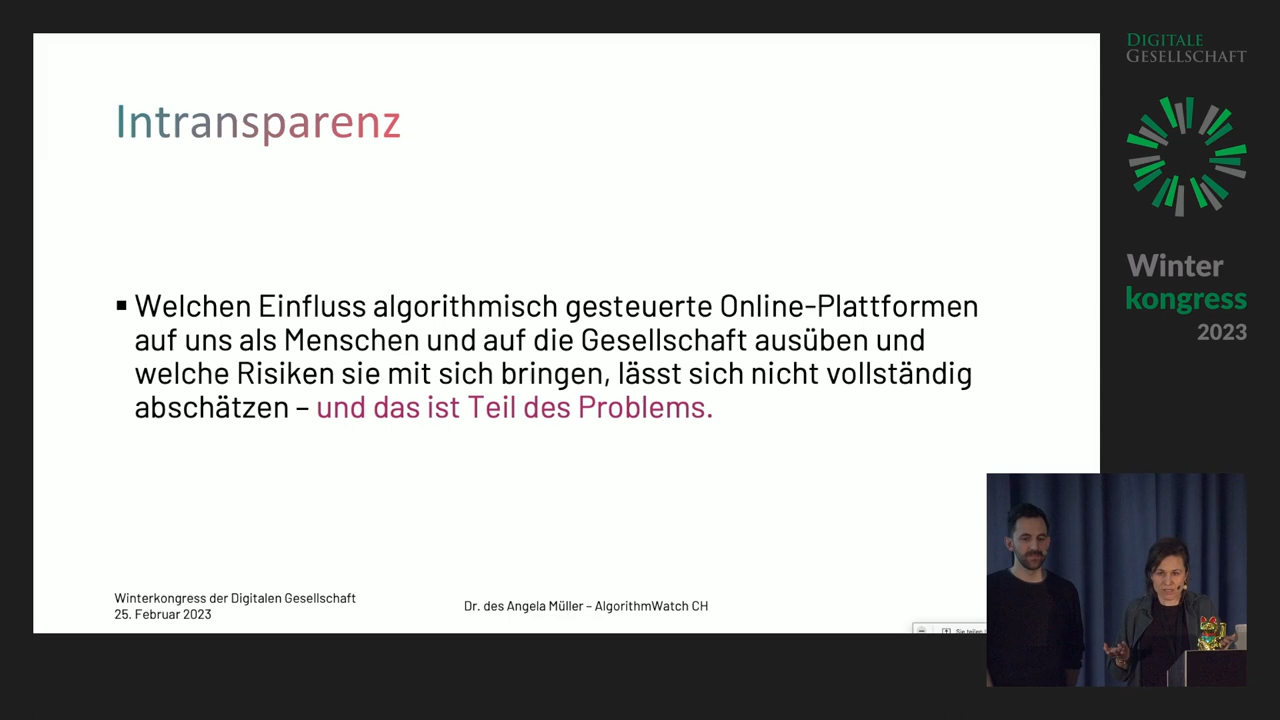 Intransparenz
▪ Welchen Einfluss algorithmisch gesteuerte Online-Plattformen
auf uns als Menschen und auf die Gesellschaft ausüben und
welche Risiken sie mit sich bringen, lässt sich nicht vollständig
abschätzen – und das ist Teil des Problems.
Winterkongress der Digitalen Gesellschaft
25. Februar 2023
Dr. des Angela Müller – AlgorithmWatch CH
Sie teilen
DIGITALE
GESELLSCHAFT
Winter
kongress
2023